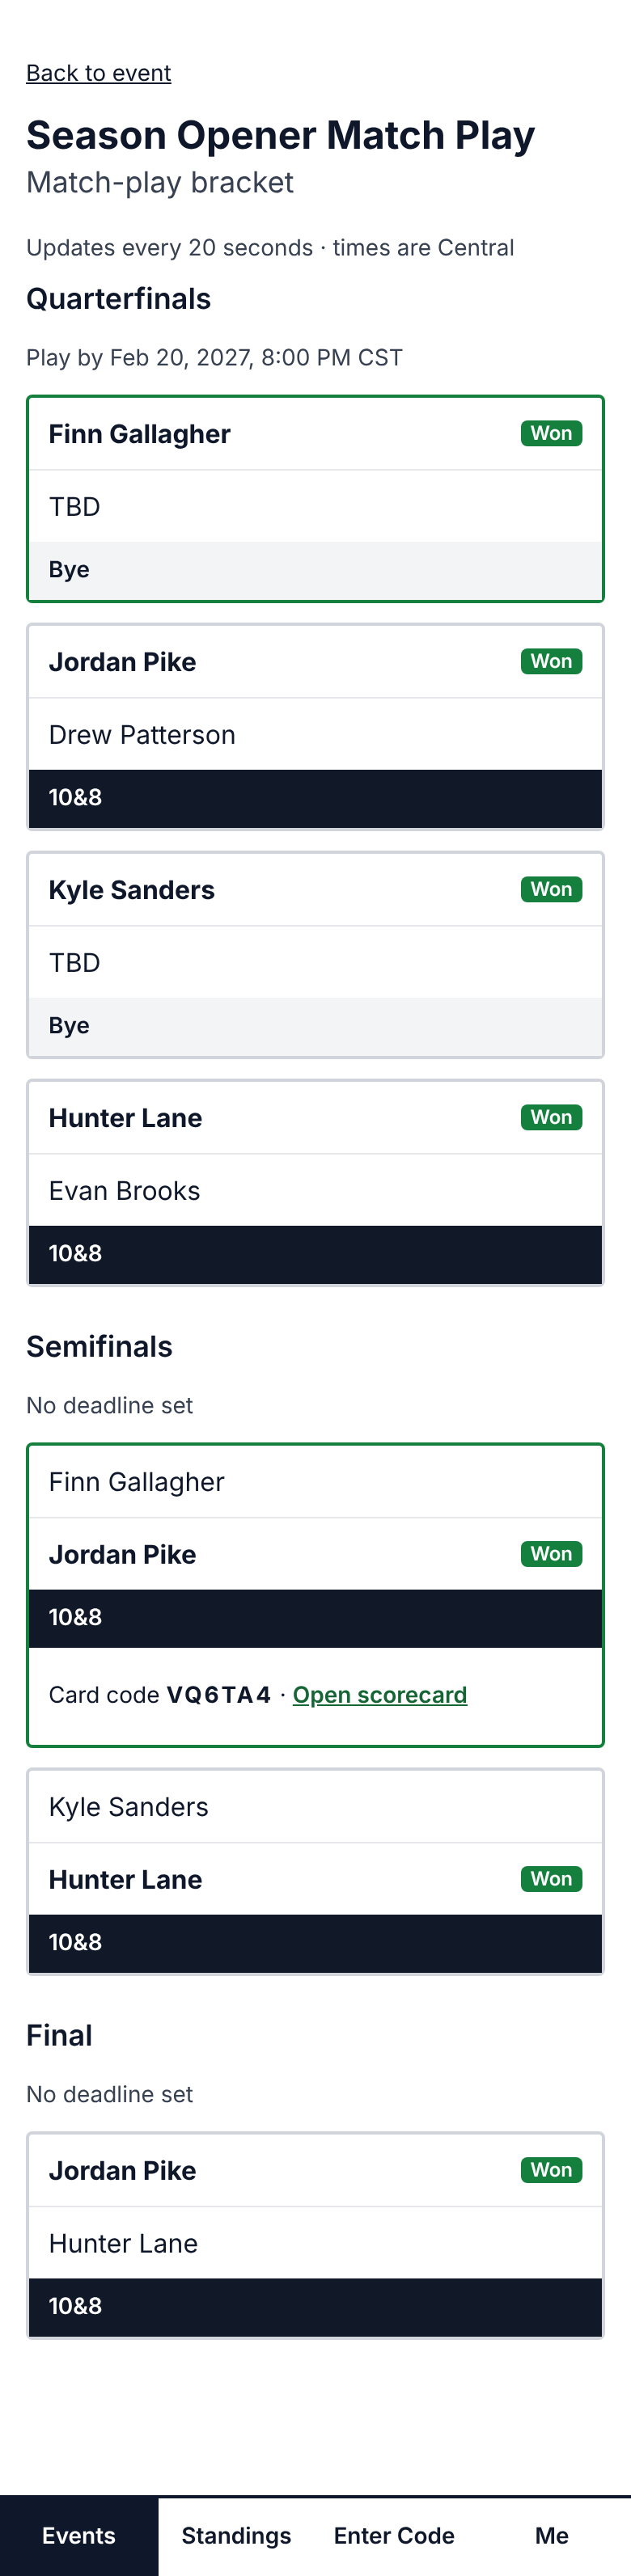 Back to event
Season Opener Match Play
Match-play bracket
Updates every 20 seconds · times are Central
Quarterfinals
Play by Feb 20, 2027, 8:00 PM CST
Finn Gallagher Won
TBD
Bye
Jordan Pike Won
Drew Patterson
10&8
Kyle Sanders Won
TBD
Bye
Hunter Lane Won
Evan Brooks
10&8
Semifinals
No deadline set
Finn Gallagher
Jordan Pike Won
10&8
Card code VQ6TA4 · Open scorecard
Kyle Sanders
Hunter Lane Won
10&8
Final
No deadline set
Jordan Pike Won
Hunter Lane
10&8
Events Standings Enter Code Me